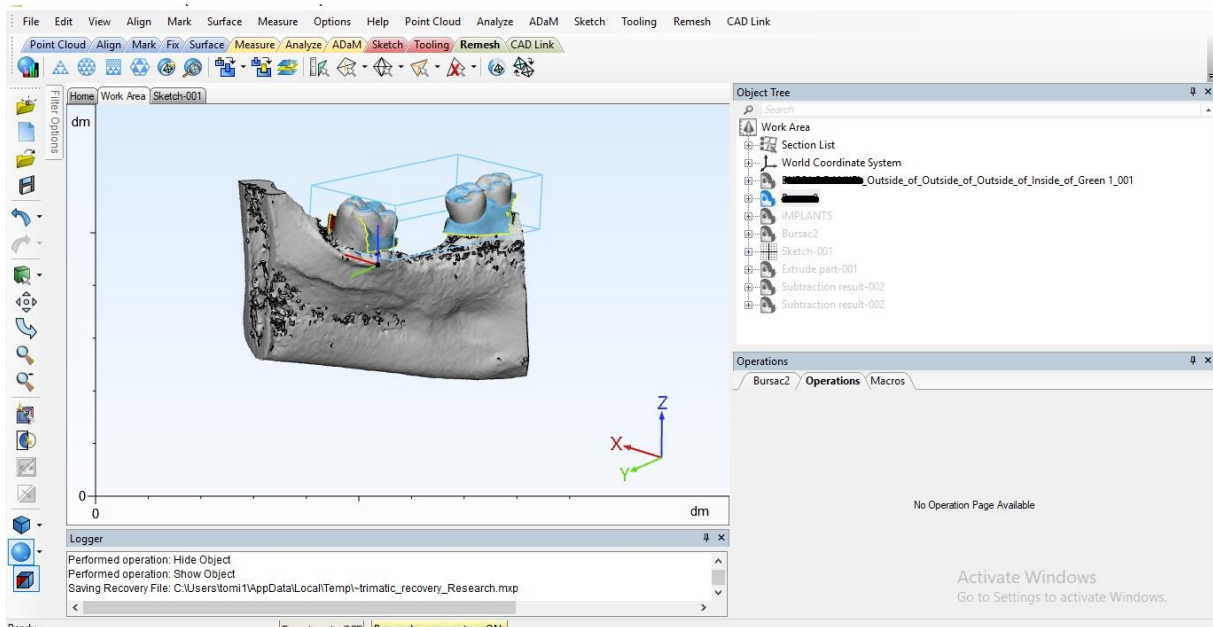 File Edit View Align Mark Surface Measure Options Help Point Cloud Analyze ADaM Sketch Tooling Remesh CAD Link
Point Cloud Align Mark Fix Surface Measure Analyze ADaM Sketch Tooling Remesh CAD Link
Filter Options
Home Work Area Sketch-001
dm
Z
X
Y
0
0
dm
Logger
Performed operation: Hide Object
Performed operation: Show Object
Saving Recovery File: C:\Users\tomi1\AppData\Local\Temp\~trimatic_recovery_Research.mxp
Object Tree
Search
Work Area
Section List
World Coordinate System
_Outside_of_Outside_of_Outside_of_Inside_of_Green 1_001
iMPLANTS
Bursac2
Sketch-001
Extrude part-001
Subtraction result-002
Subtraction result-002
Operations
Bursac2 Operations Macros
No Operation Page Available
Activate Windows
Go to Settings to activate Windows.